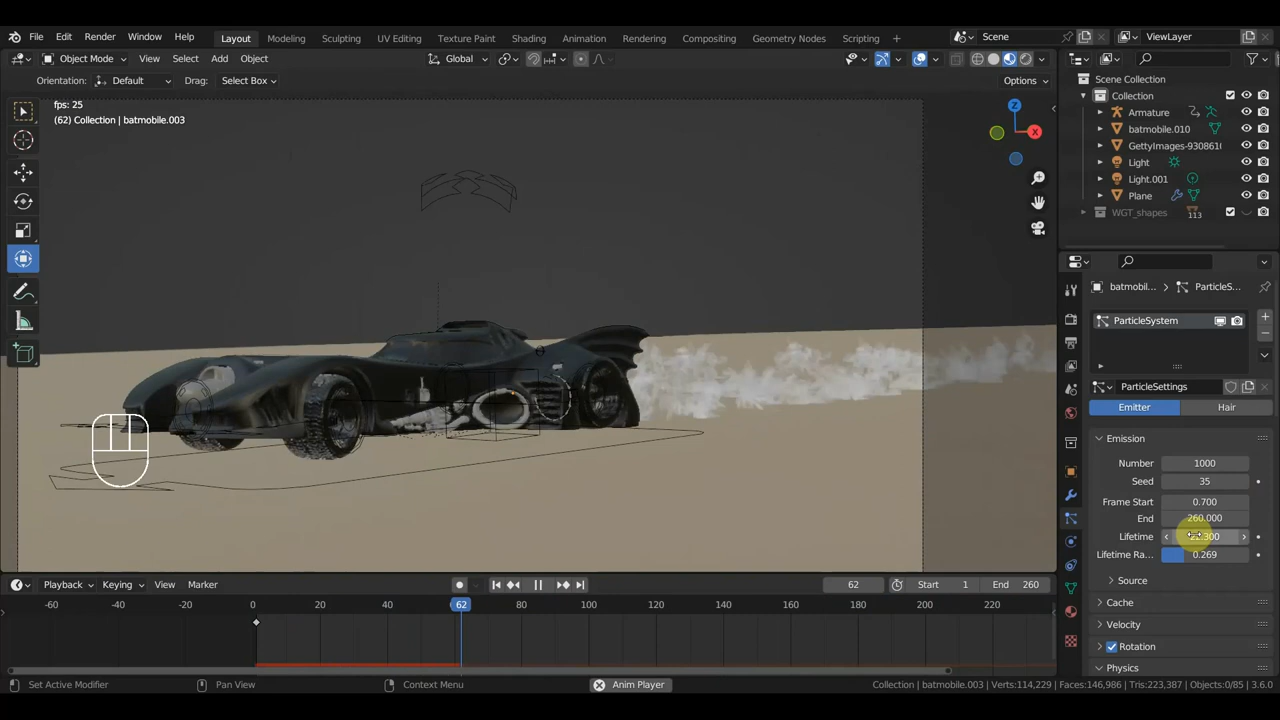 File Edit Render Window Help
Layout Modeling Sculpting UV Editing Texture Paint Shading Animation Rendering Compositing Geometry Nodes Scripting +
Scene
ViewLayer
Object Mode View Select Add Object
Global
Orientation: Default Drag: Select Box
Options
fps: 25
(62) Collection | batmobile.003
Z
X
Scene Collection
Collection
Armature
batmobile.010
GettyImages-9308610
Light
Light.001
Plane
WGT_shapes 113
batmobil... > ParticleS...
ParticleSystem
ParticleSettings
Emitter Hair
Emission
Number 1000
Seed 35
Frame Start 0.700
End 260.000
Lifetime
Lifetime Ra... 0.269
Source
Cache
Velocity
Rotation
Physics
Playback Keying View Marker
62 Start 1 End 260
-60 -40 -20 0 20 40 62 80 100 120 140 160 180 200 220
Set Active Modifier Pan View Context Menu Anim Player Collection | batmobile.003 | Verts:114,229 | Faces:146,986 | Tris:223,387 | Objects:0/85 | 3.6.0